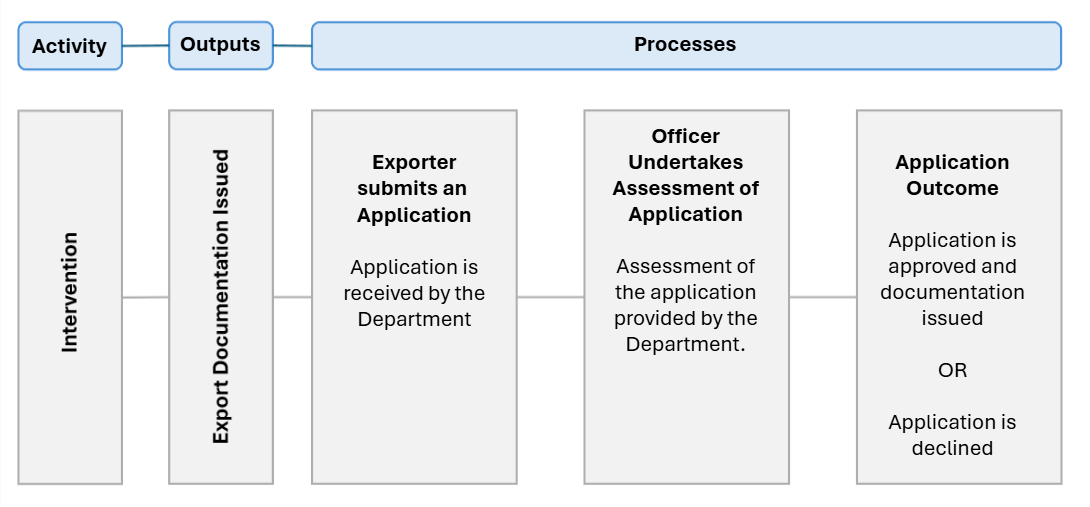 Activity
Outputs
Processes
Intervention
Export Documentation Issued
Exporter
submits an
Application
Application is
received by the
Department
Officer
Undertakes
Assessment of
Application
Assessment of
the application
provided by the
Department.
Application
Outcome
Application is
approved and
documentation
issued
OR
Application is
declined